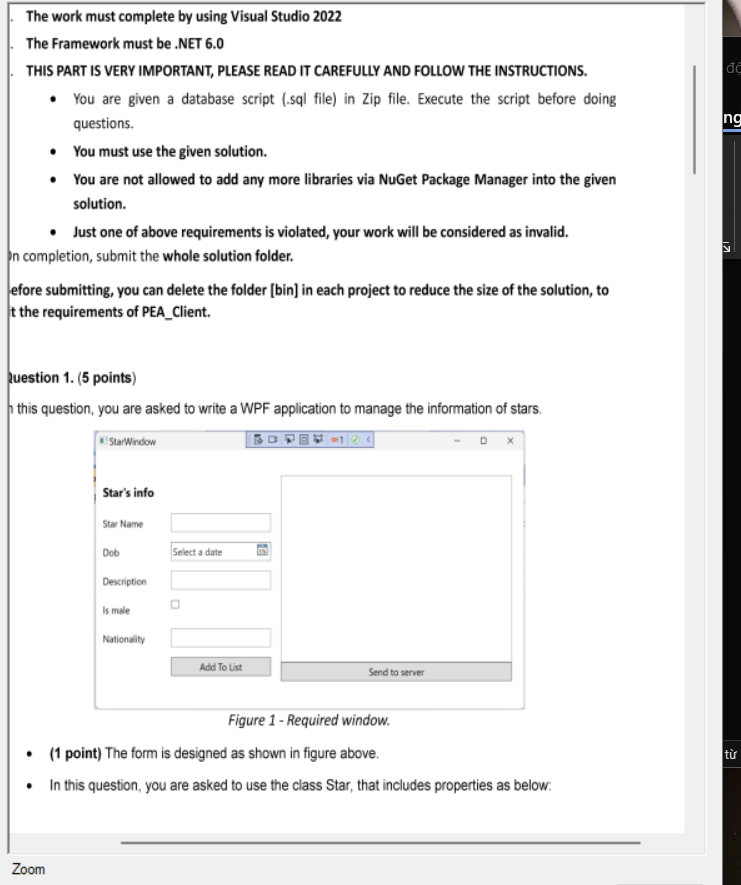 . The work must complete by using Visual Studio 2022
. The Framework must be .NET 6.0
. THIS PART IS VERY IMPORTANT, PLEASE READ IT CAREFULLY AND FOLLOW THE INSTRUCTIONS.
• You are given a database script (.sql file) in Zip file. Execute the script before doing
questions.
• You must use the given solution.
• You are not allowed to add any more libraries via NuGet Package Manager into the given
solution.
• Just one of above requirements is violated, your work will be considered as invalid.
n completion, submit the whole solution folder.
efore submitting, you can delete the folder [bin] in each project to reduce the size of the solution, to
t the requirements of PEA_Client.
uestion 1. (5 points)
this question, you are asked to write a WPF application to manage the information of stars.
StarWindow
1
Star's info
Star Name
Dob
Select a date
15
Description
Is male
Nationality
Add To List
Send to server
Figure 1 - Required window.
• (1 point) The form is designed as shown in figure above.
• In this question, you are asked to use the class Star, that includes properties as below:
Zoom
ng
từ